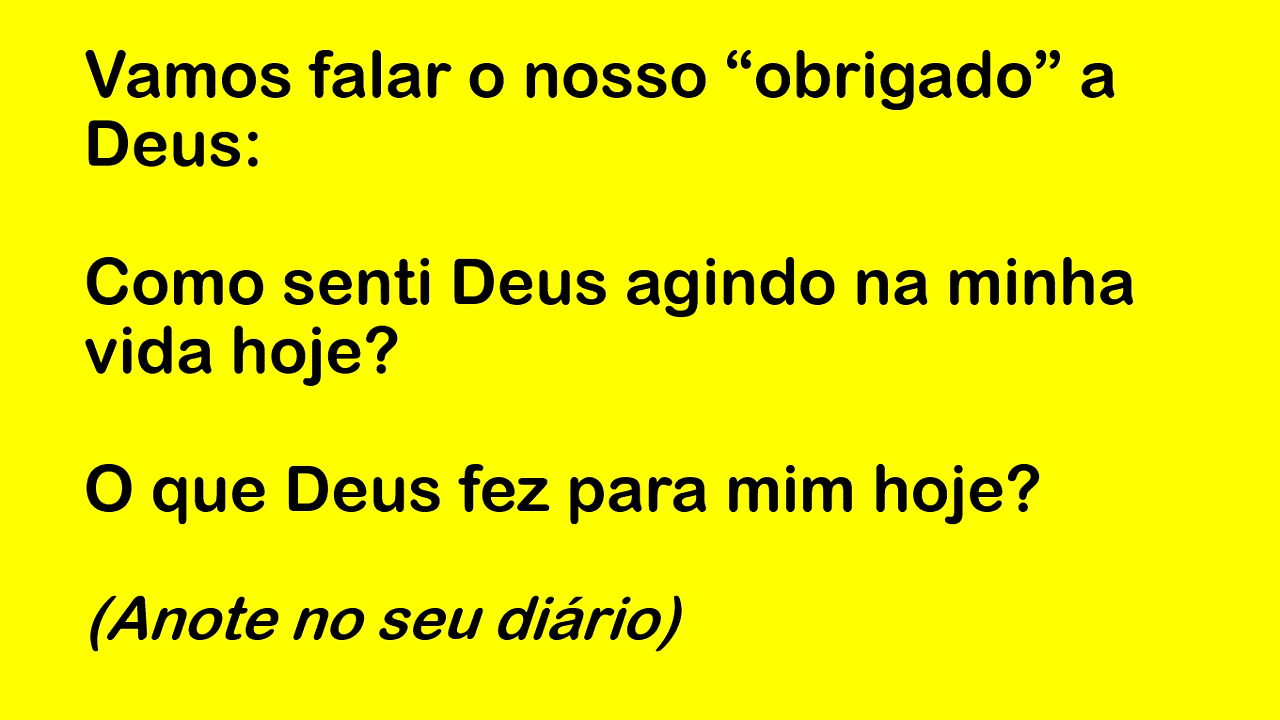 Vamos falar o nosso “obrigado” a
Deus:
Como senti Deus agindo na minha
vida hoje?
O que Deus fez para mim hoje?
(Anote no seu diário)